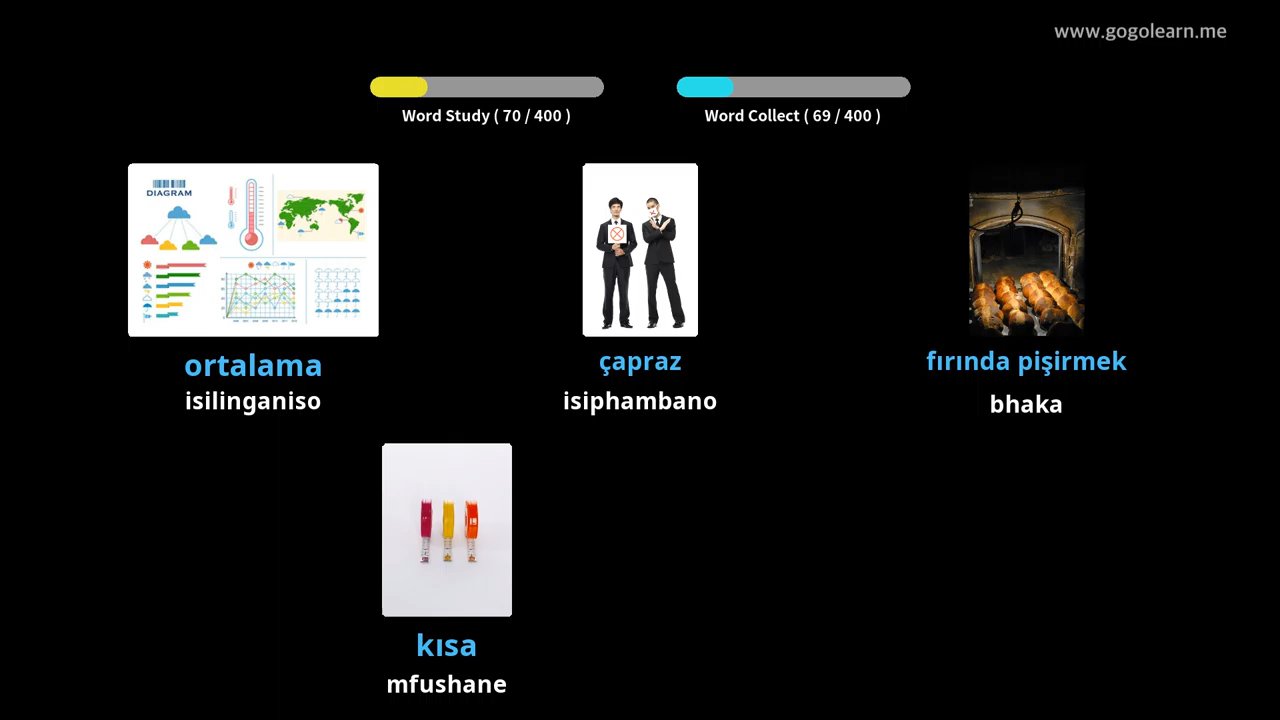 www.gogolearn.me
Word Study ( 70 / 400 )
Word Collect ( 69 / 400 )
DIAGRAM
ortalama
isilinganiso
çapraz
isiphambano
fırında pişirmek
bhaka
kısa
mfushane